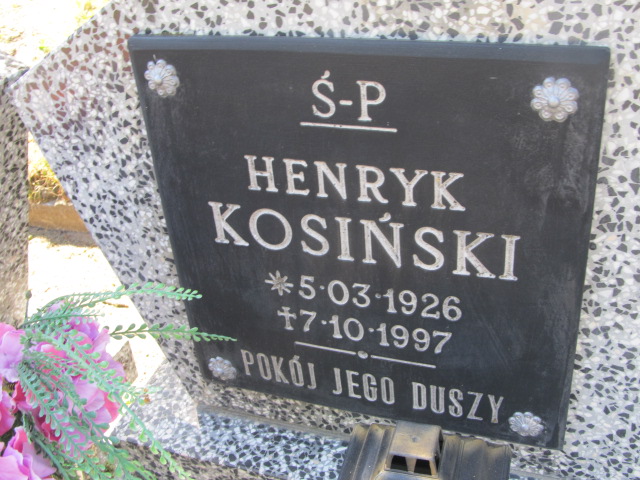 Ś-P
HENRYK
KOSIŃSKI
* 5·03·1926
†7·10·1997
POKÓJ JEGO DUSZY